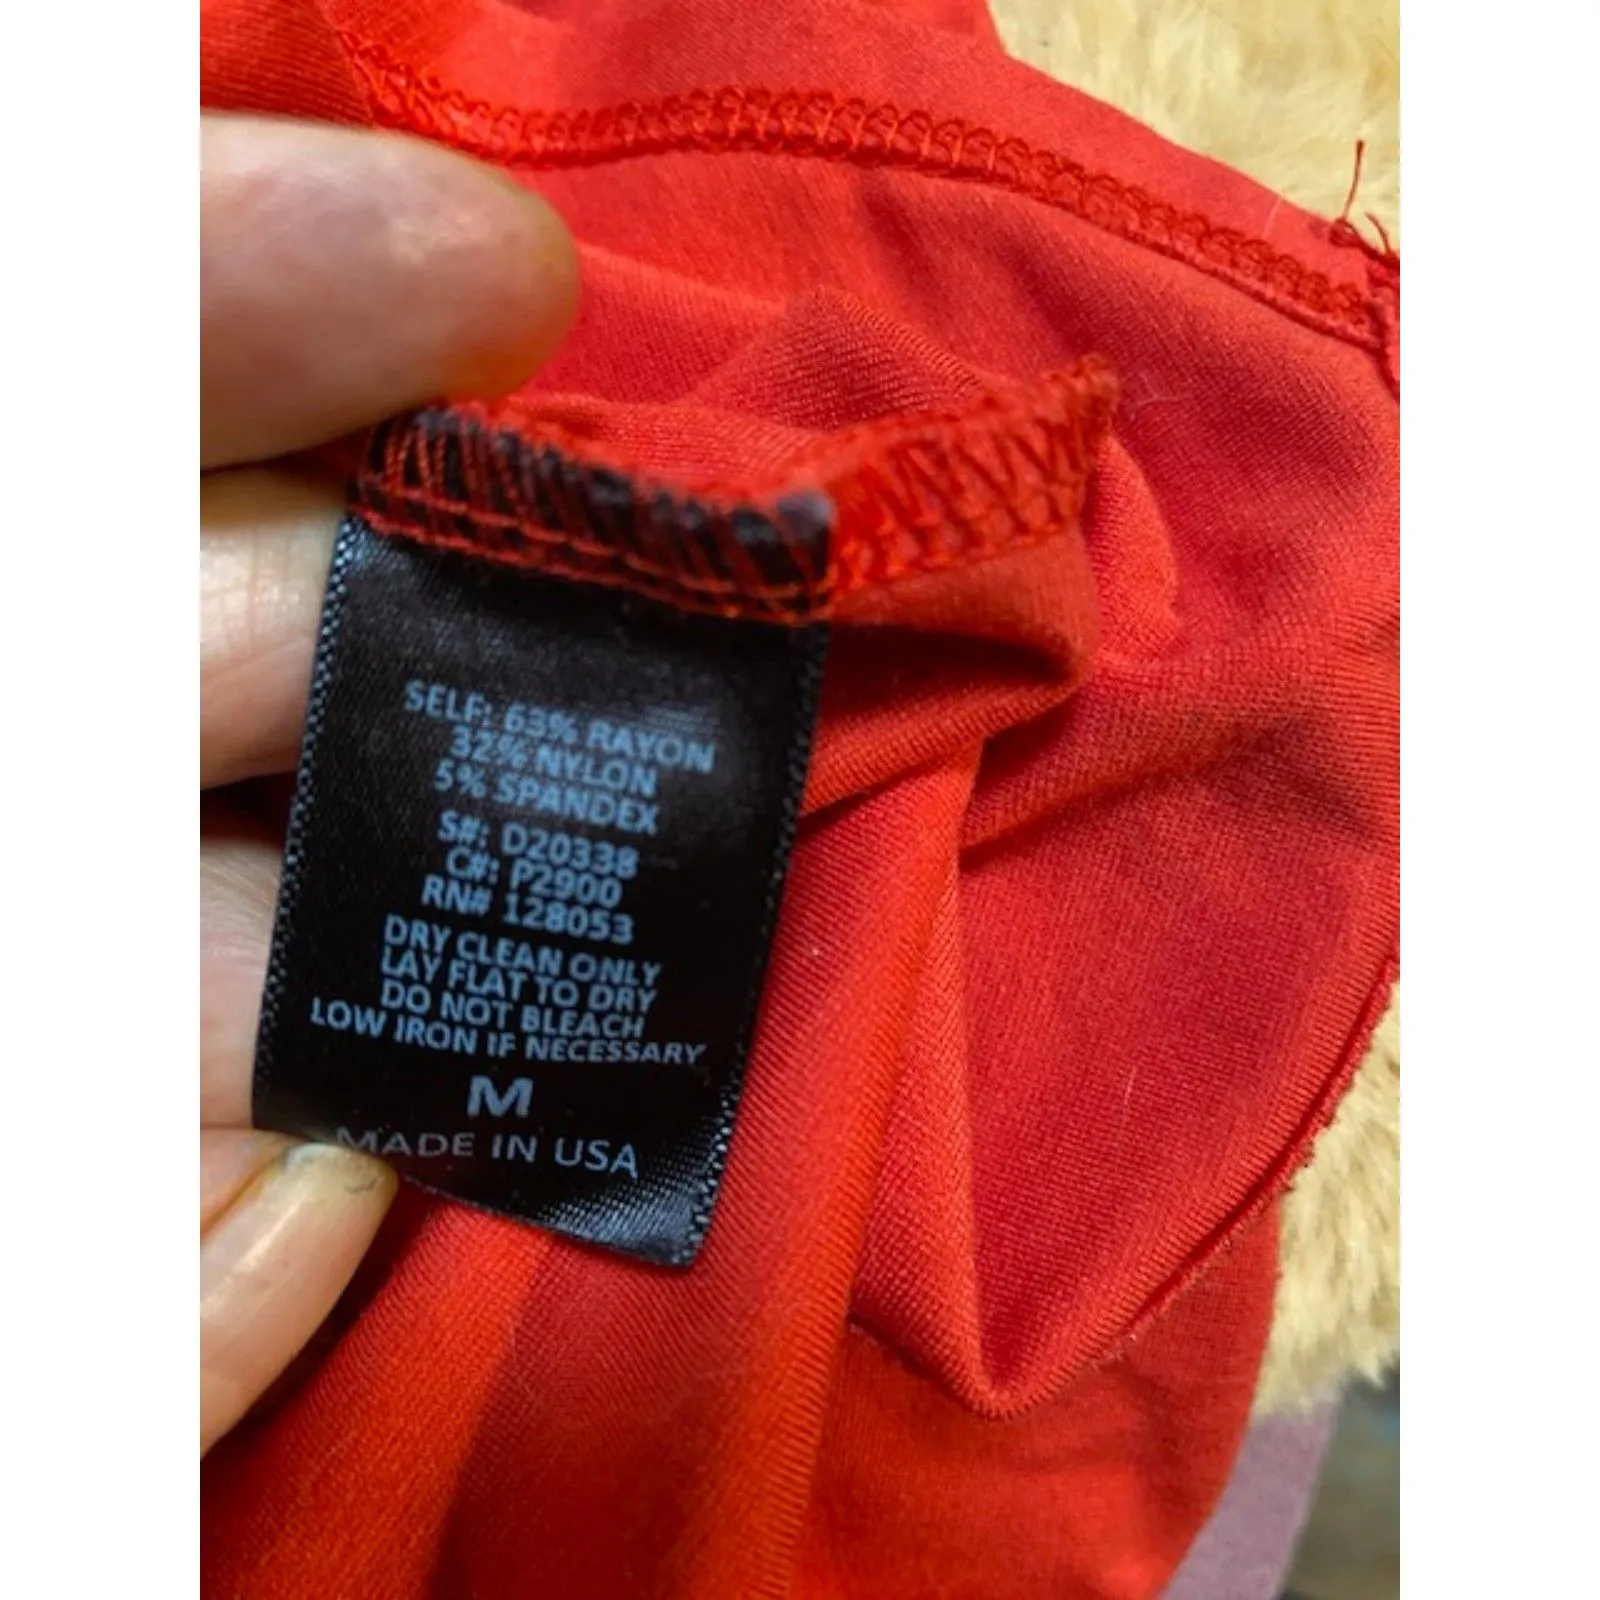 SELF: 63% RAYON
32% NYLON
5% SPANDEX
S#: D20338
C#: P2900
RN# 128053
DRY CLEAN ONLY
LAY FLAT TO DRY
DO NOT BLEACH
LOW IRON IF NECESSARY
M
MADE IN USA